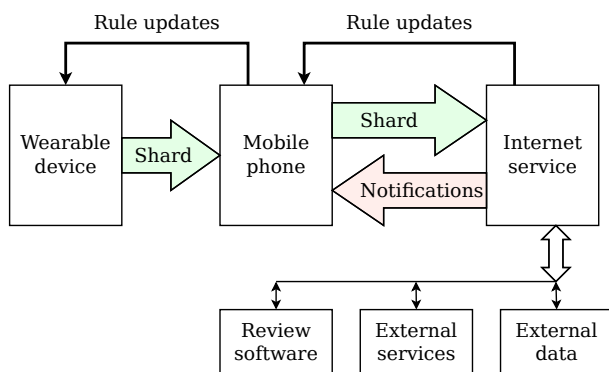 Rule updates
Rule updates
Wearable
device
Shard
Mobile
phone
Shard
Notifications
Internet
service
Review
software
External
services
External
data